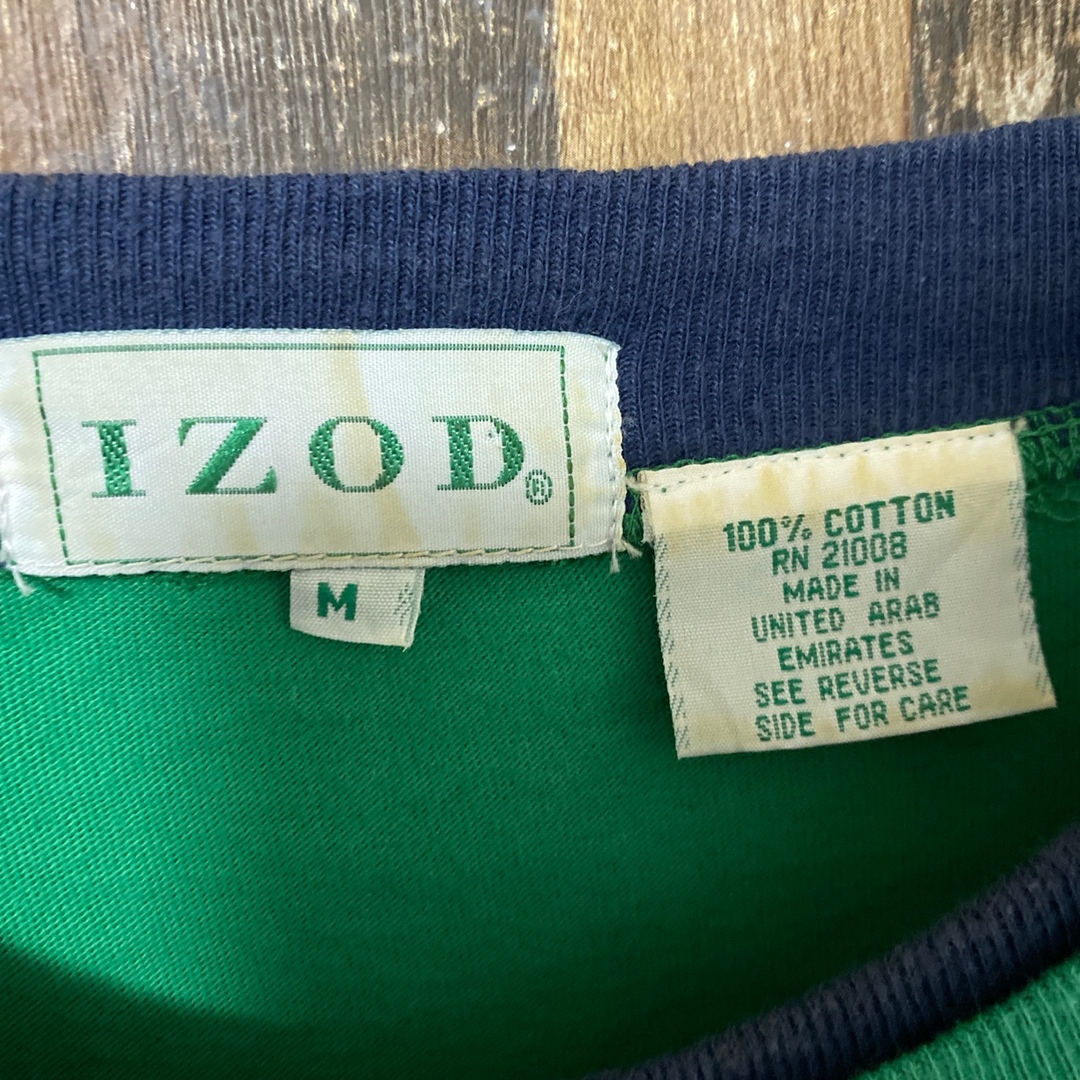 IZOD®
M
100% COTTON
RN 21008
MADE IN
UNITED ARAB
EMIRATES
SEE REVERSE
SIDE FOR CARE